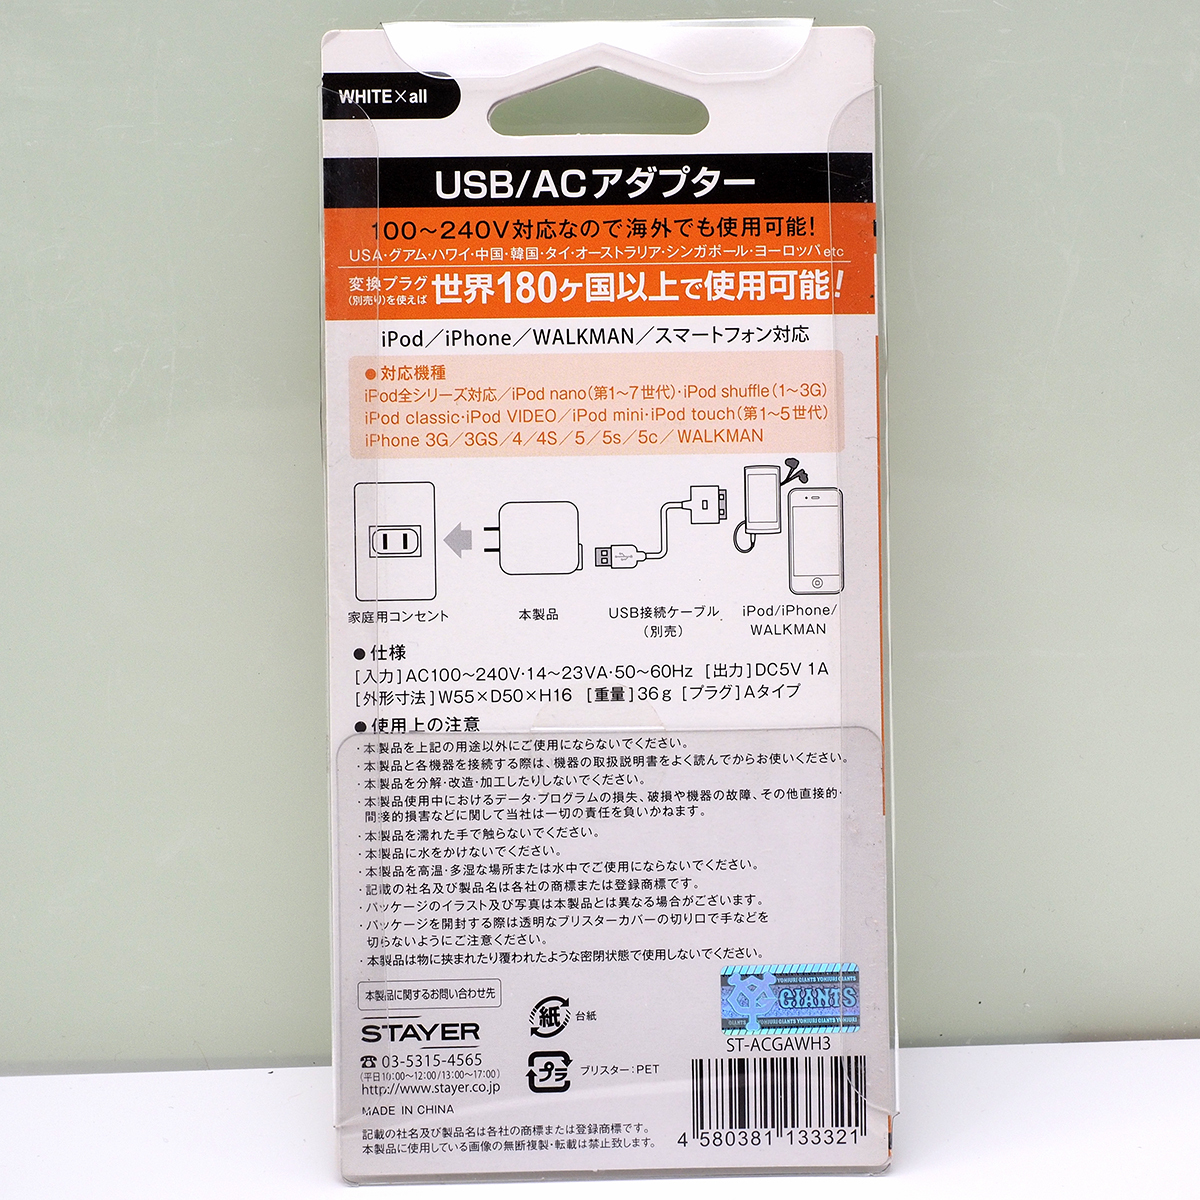 WHITE×all
USB/ACアダプター
100～240V対応なので海外でも使用可能!
USA・グアム・ハワイ・中国・韓国・タイ・オーストラリア・シンガポール・ヨーロッパetc
変換プラグ(別売り)を使えば世界180ヶ国以上で使用可能!
iPod／iPhone／WALKMAN／スマートフォン対応
●対応機種
iPod全シリーズ対応／iPod nano(第1～7世代)・iPod shuffle(1～3G)
iPod classic・iPod VIDEO／iPod mini・iPod touch(第1～5世代)
iPhone 3G／3GS／4／4S／5／5s／5c／WALKMAN
家庭用コンセント
本製品
USB接続ケーブル
(別売)
iPod/iPhone/
WALKMAN
●仕様
[入力]AC100～240V・14～23VA・50～60Hz [出力]DC5V 1A
[外形寸法]W55×D50×H16 [重量]36g [プラグ]Aタイプ
●使用上の注意
・本製品を上記の用途以外にご使用にならないでください。
・本製品と各機器を接続する際は、機器の取扱説明書をよく読んでからお使いください。
・本製品を分解・改造・加工したりしないでください。
・本製品使用中におけるデータ・プログラムの損失、破損や機器の故障、その他直接的・
間接的損害などに関して当社は一切の責任を負いかねます。
・本製品を濡れた手で触らないでください。
・本製品に水をかけないでください。
・本製品を高温・多湿な場所または水中でご使用にならないでください。
・記載の社名及び製品名は各社の商標または登録商標です。
・パッケージのイラスト及び写真は本製品とは異なる場合がございます。
・パッケージを開封する際は透明なブリスターカバーの切り口で手などを
切らないようにご注意ください。
・本製品は物に挟まれたり覆われたような密閉状態で使用しないでください。
本製品に関するお問い合わせ先
STAYER
☎03-5315-4565
(平日10:00～12:00/13:00～17:00)
http://www.stayer.co.jp
MADE IN CHINA
紙
台紙
プラ
ブリスター:PET
YOMIURI GIANTS YOMIURI GIANTS
GIANTS
GIANTS YOMIURI GIANTS YOMIURI
ST-ACGAWH3
4 580381 133321
記載の社名及び製品名は各社の商標または登録商標です。
本製品に使用している画像の無断複製・転載は禁止致します。